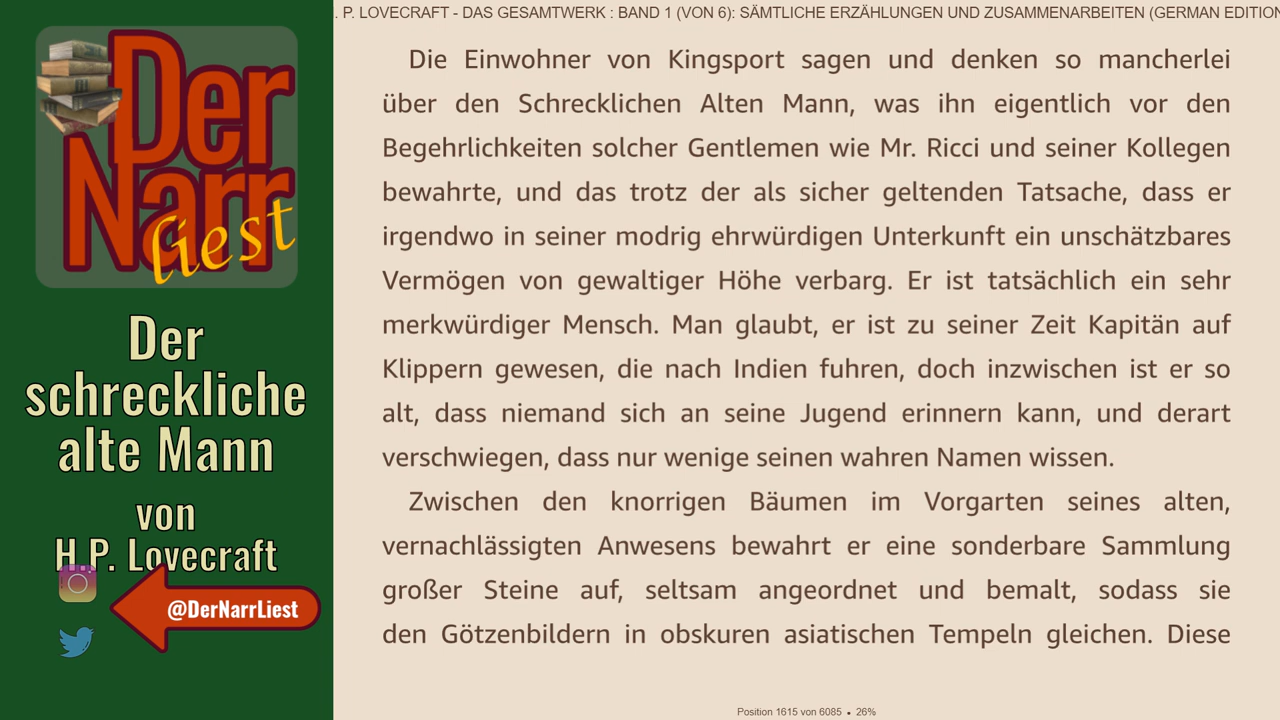 Der
Narr
liest
Der
schreckliche
alte Mann
von
H.P. Lovecraft
@DerNarrLiest
. P. LOVECRAFT - DAS GESAMTWERK : BAND 1 (VON 6): SÄMTLICHE ERZÄHLUNGEN UND ZUSAMMENARBEITEN (GERMAN EDITION
Die Einwohner von Kingsport sagen und denken so mancherlei
über den Schrecklichen Alten Mann, was ihn eigentlich vor den
Begehrlichkeiten solcher Gentlemen wie Mr. Ricci und seiner Kollegen
bewahrte, und das trotz der als sicher geltenden Tatsache, dass er
irgendwo in seiner modrig ehrwürdigen Unterkunft ein unschätzbares
Vermögen von gewaltiger Höhe verbarg. Er ist tatsächlich ein sehr
merkwürdiger Mensch. Man glaubt, er ist zu seiner Zeit Kapitän auf
Klippern gewesen, die nach Indien fuhren, doch inzwischen ist er so
alt, dass niemand sich an seine Jugend erinnern kann, und derart
verschwiegen, dass nur wenige seinen wahren Namen wissen.
Zwischen den knorrigen Bäumen im Vorgarten seines alten,
vernachlässigten Anwesens bewahrt er eine sonderbare Sammlung
großer Steine auf, seltsam angeordnet und bemalt, sodass sie
den Götzenbildern in obskuren asiatischen Tempeln gleichen. Diese
Position 1615 von 6085 • 26%